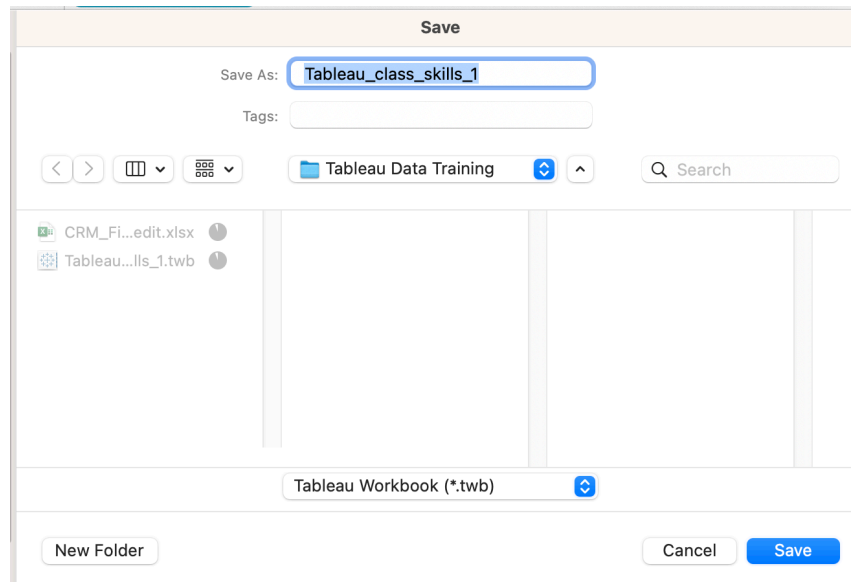 Save
Save As: Tableau_class_skills_1
Tags:
Tableau Data Training
Search
CRM_Fi...edit.xlsx
Tableau...lls_1.twb
Tableau Workbook (*.twb)
New Folder Cancel Save